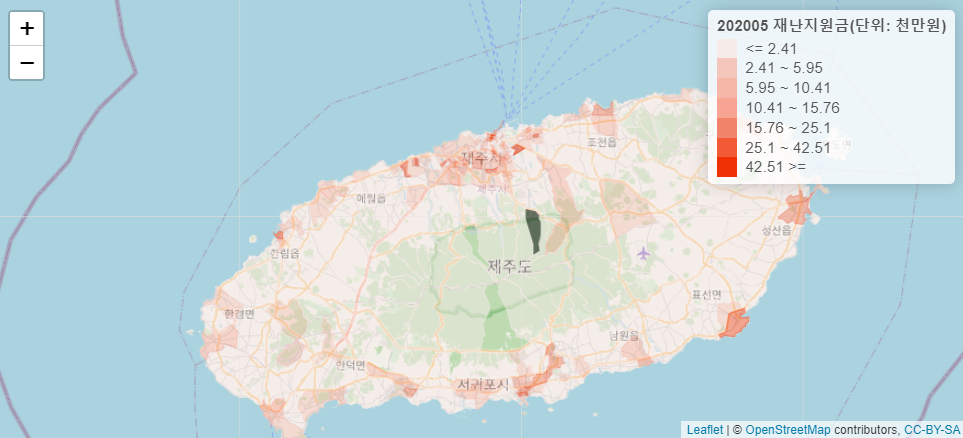 +
−
202005 재난지원금(단위: 천만원)
<= 2.41
2.41 ~ 5.95
5.95 ~ 10.41
10.41 ~ 15.76
15.76 ~ 25.1
25.1 ~ 42.51
42.51 >=
조천읍
제주시
제주시
애월읍
성산읍
한림읍
제주도
표선면
한경면
남원읍
안덕면
서귀포시
Leaflet | © OpenStreetMap contributors, CC-BY-SA